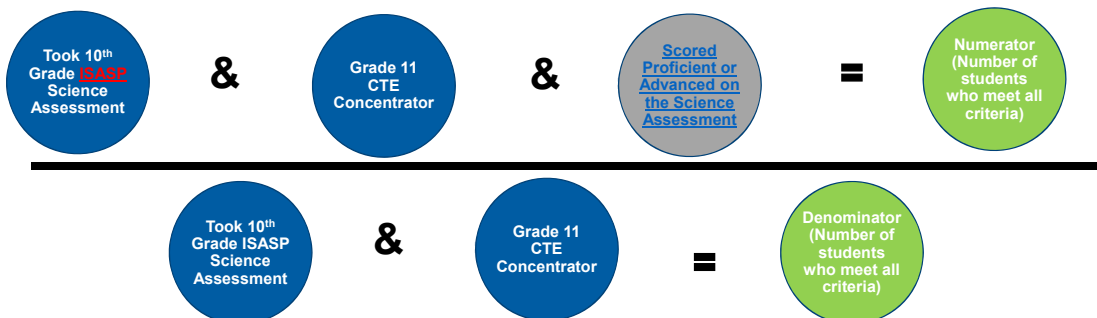 Took 10th
Grade ISASP
Science
Assessment
&
Grade 11
CTE
Concentrator
&
Scored
Proficient or
Advanced on
the Science
Assessment
=
Numerator
(Number of
students
who meet all
criteria)
Took 10th
Grade ISASP
Science
Assessment
&
Grade 11
CTE
Concentrator
=
Denominator
(Number of
students
who meet all
criteria)